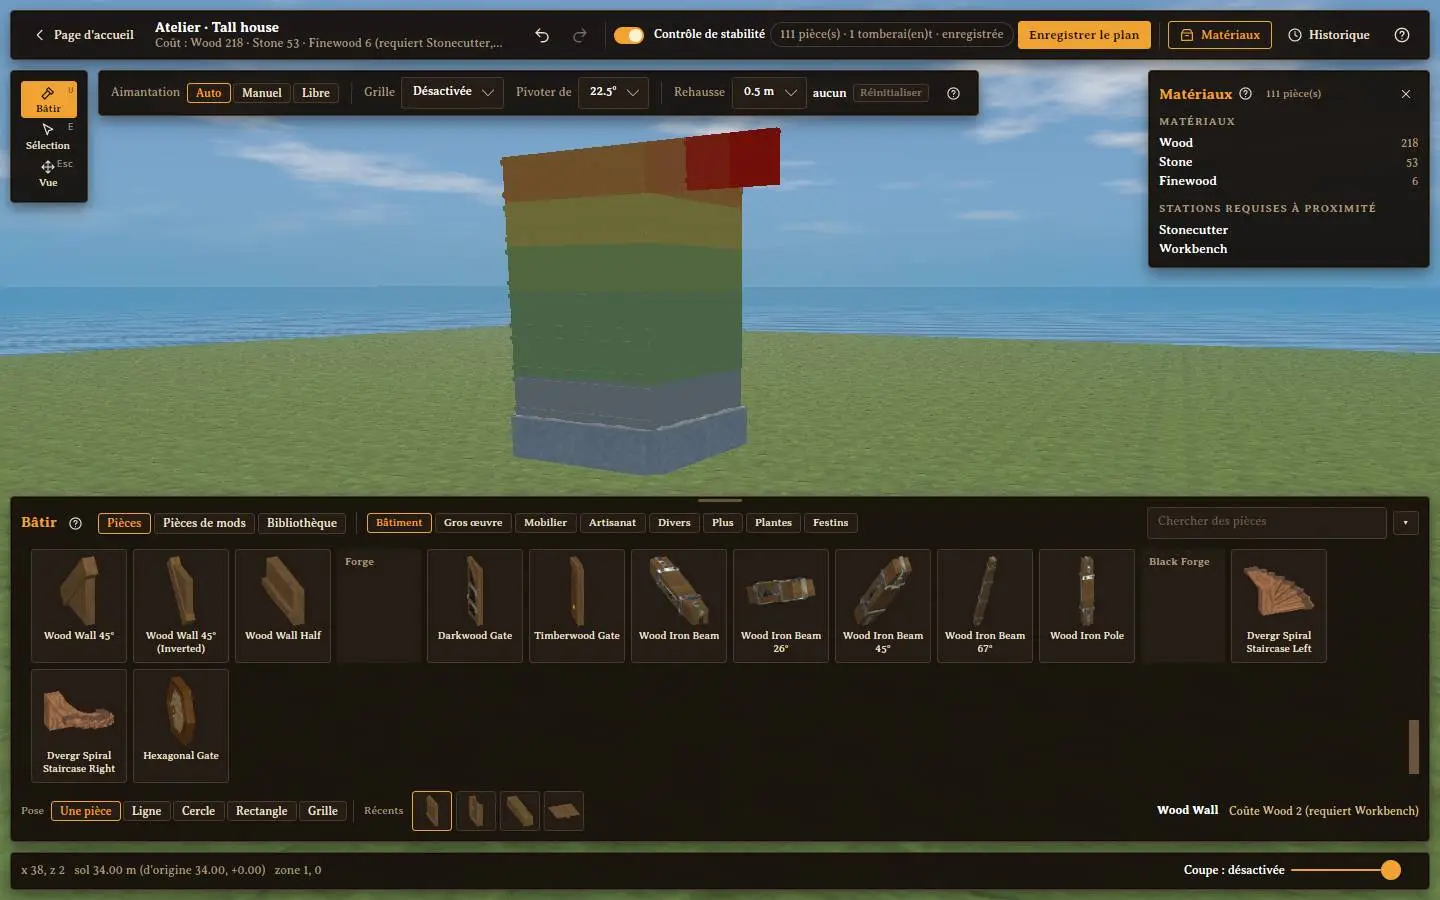 Page d'accueil
Atelier · Tall house
Coût : Wood 218 · Stone 53 · Finewood 6 (requiert Stonecutter,...
Contrôle de stabilité
111 pièce(s) · 1 tomberai(en)t · enregistrée
Enregistrer le plan
Matériaux
Historique
Bâtir
U
Sélection
E
Vue
Esc
Aimantation
Auto
Manuel
Libre
Grille
Désactivée
Pivoter de
22.5°
Rehausse
0.5 m
aucun
Réinitialiser
Matériaux
111 pièce(s)
MATÉRIAUX
Wood 218
Stone 53
Finewood 6
STATIONS REQUISES À PROXIMITÉ
Stonecutter
Workbench
Bâtir
Pièces
Pièces de mods
Bibliothèque
Bâtiment
Gros œuvre
Mobilier
Artisanat
Divers
Plus
Plantes
Festins
Chercher des pièces
Wood Wall 45°
Wood Wall 45°
(Inverted)
Wood Wall Half
Forge
Darkwood Gate
Timberwood Gate
Wood Iron Beam
Wood Iron Beam
26°
Wood Iron Beam
45°
Wood Iron Beam
67°
Wood Iron Pole
Black Forge
Dvergr Spiral
Staircase Left
Dvergr Spiral
Staircase Right
Hexagonal Gate
Pose
Une pièce
Ligne
Cercle
Rectangle
Grille
Récents
Wood Wall Coûte Wood 2 (requiert Workbench)
x 38, z 2 sol 34.00 m (d'origine 34.00, +0.00) zone 1, 0
Coupe : désactivée